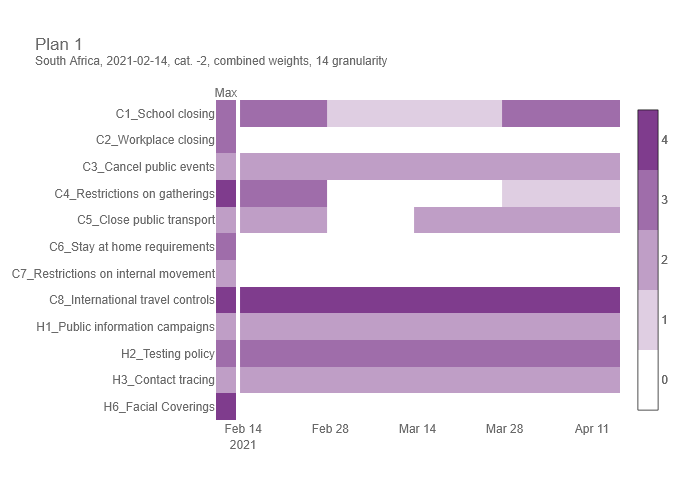 Plan 1
South Africa, 2021-02-14, cat. -2, combined weights, 14 granularity
Max
C1_School closing
C2_Workplace closing
C3_Cancel public events
C4_Restrictions on gatherings
C5_Close public transport
C6_Stay at home requirements
C7_Restrictions on internal movement
C8_International travel controls
H1_Public information campaigns
H2_Testing policy
H3_Contact tracing
H6_Facial Coverings
Feb 14 Feb 28 Mar 14 Mar 28 Apr 11
2021
4
3
2
1
0